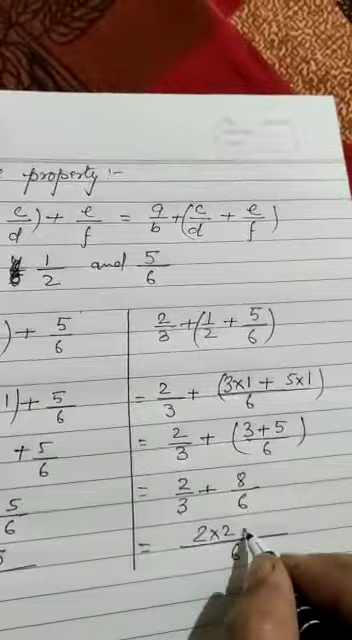 property :-
c/d) + e/f = a/b + (c/d + e/f)
1/2 and 5/6
) + 5/6
2/3 + (1/2 + 5/6)
1) + 5/6
= 2/3 + (3×1 + 5×1)/6
+ 5/6
= 2/3 + (3+5/6)
5/6
= 2/3 + 8/6
= 2×2 /6